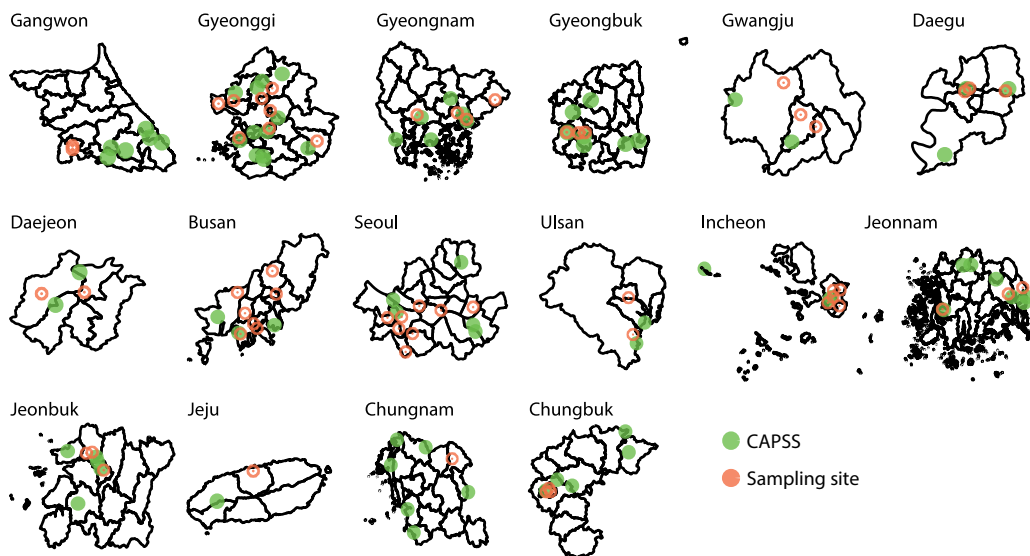 Gangwon
Gyeonggi
Gyeongnam
Gyeongbuk
Gwangju
Daegu
Daejeon
Busan
Seoul
Ulsan
Incheon
Jeonnam
Jeonbuk
Jeju
Chungnam
Chungbuk
CAPSS
Sampling site